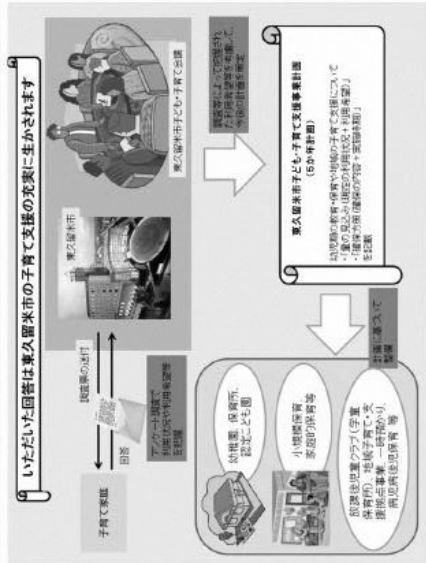 いただいた回答は東久留米市の子育て支援の充実に生かされます
子育て家庭
調査票の送付
回答
アンケート調査で
利用状況や利用希望等
を把握
東久留米市
東久留米市子ども・子育て会議
調査等によって把握され
た利用希望等を考慮して、
今後の計画を策定
東久留米市子ども・子育て支援事業計画
(5か年計画)
幼児期の教育・保育や地域の子育て支援について
・「量の見込み(現在の利用状況+利用希望)」
・「確保方策(確保の内容+実施時期)」
を記載
計画に基づいて
整備
幼稚園、保育所、
認定こども園
小規模保育
家庭的保育等
放課後児童クラブ(学童
保育所)、地域子育て支
援拠点事業、一時預かり、
病児病後児保育 等